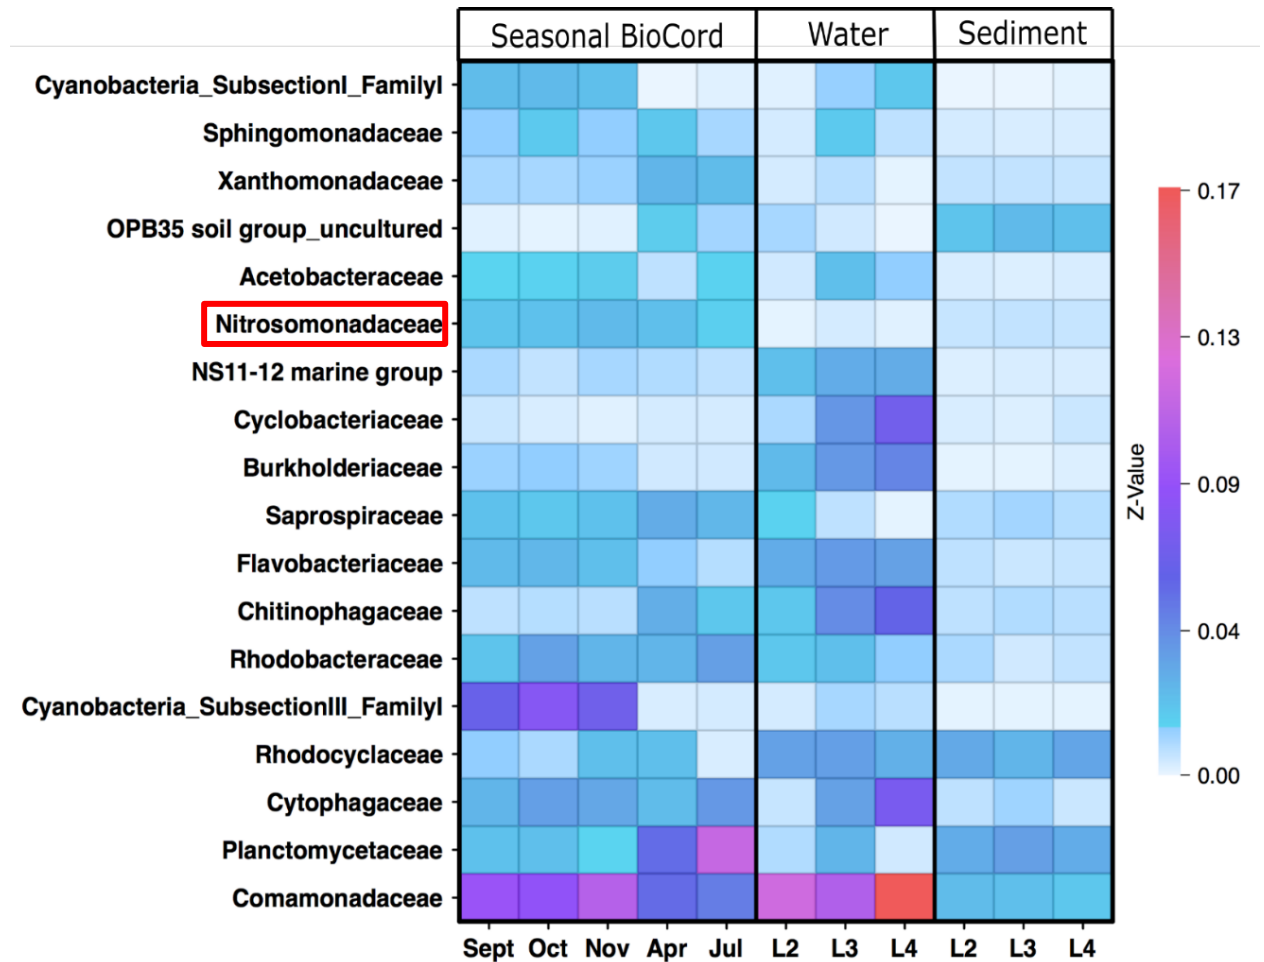 Seasonal BioCord Water Sediment
Cyanobacteria_SubsectionI_FamilyI
Sphingomonadaceae
Xanthomonadaceae
OPB35 soil group_uncultured
Acetobacteraceae
Nitrosomonadaceae
NS11-12 marine group
Cyclobacteriaceae
Burkholderiaceae
Saprospiraceae
Flavobacteriaceae
Chitinophagaceae
Rhodobacteraceae
Cyanobacteria_SubsectionIII_FamilyI
Rhodocyclaceae
Cytophagaceae
Planctomycetaceae
Comamonadaceae
Sept Oct Nov Apr Jul L2 L3 L4 L2 L3 L4
0.17
0.13
0.09
0.04
0.00
Z-Value